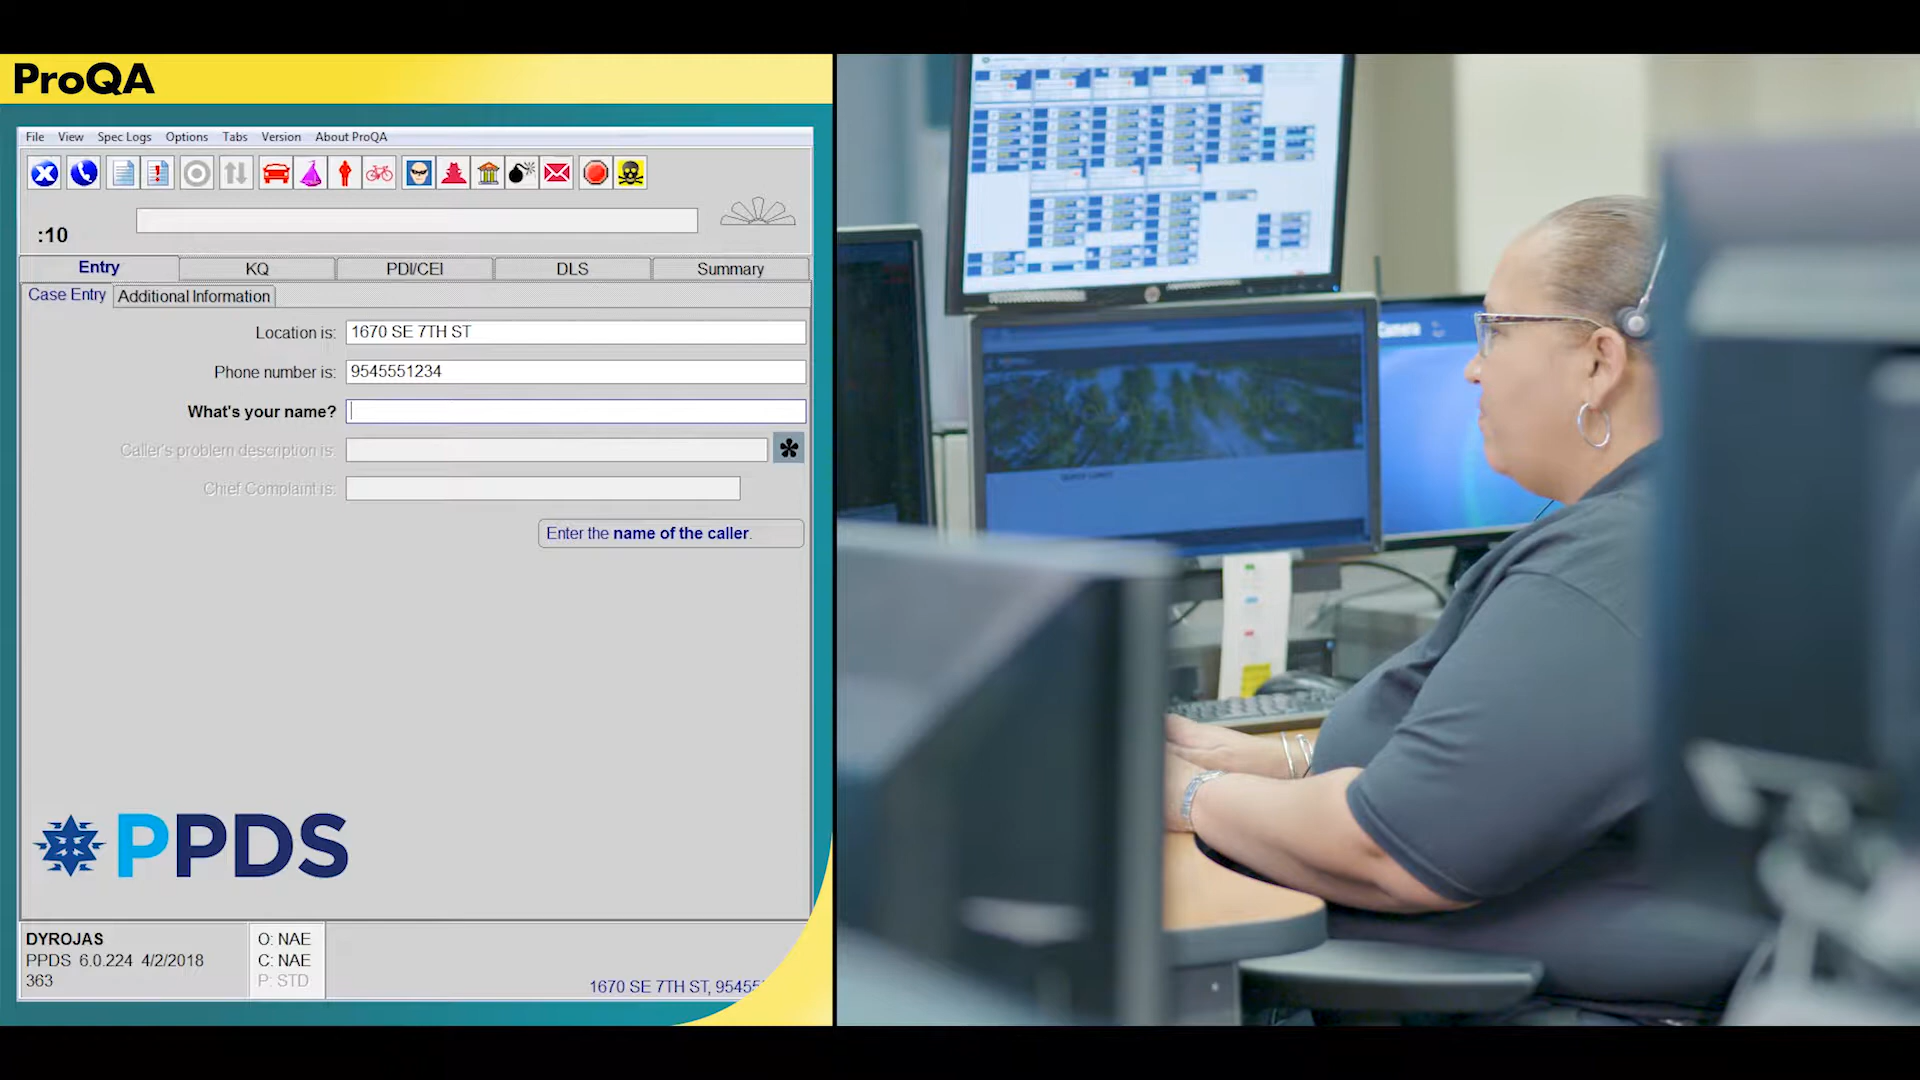 ProQA
File View Spec Logs Options Tabs Version About ProQA
:10
Entry KQ PDI/CEI DLS Summary
Case Entry Additional Information
Location is: 1670 SE 7TH ST
Phone number is: 9545551234
What's your name?
Caller's problem description is:
Chief Complaint is:
Enter the name of the caller.
PPDS
DYROJAS
PPDS 6.0.224 4/2/2018
363
O: NAE
C: NAE
P: STD
1670 SE 7TH ST, 95455